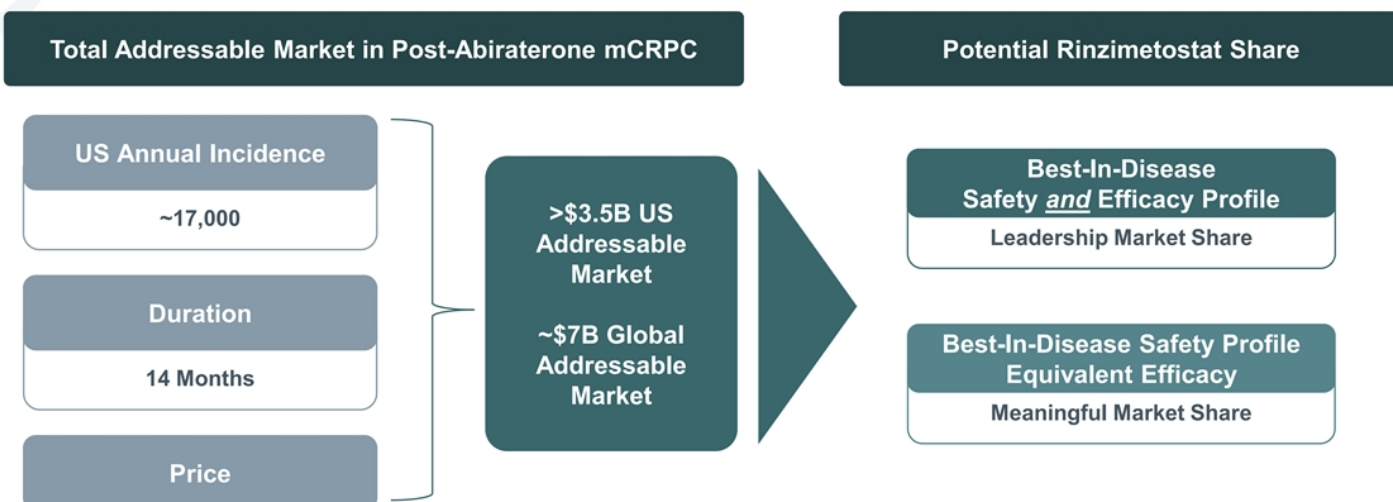 Total Addressable Market in Post-Abiraterone mCRPC
Potential Rinzimetostat Share
US Annual Incidence
~17,000
Duration
14 Months
Price
>$3.5B US
Addressable
Market
~$7B Global
Addressable
Market
Best-In-Disease
Safety and Efficacy Profile
Leadership Market Share
Best-In-Disease Safety Profile
Equivalent Efficacy
Meaningful Market Share